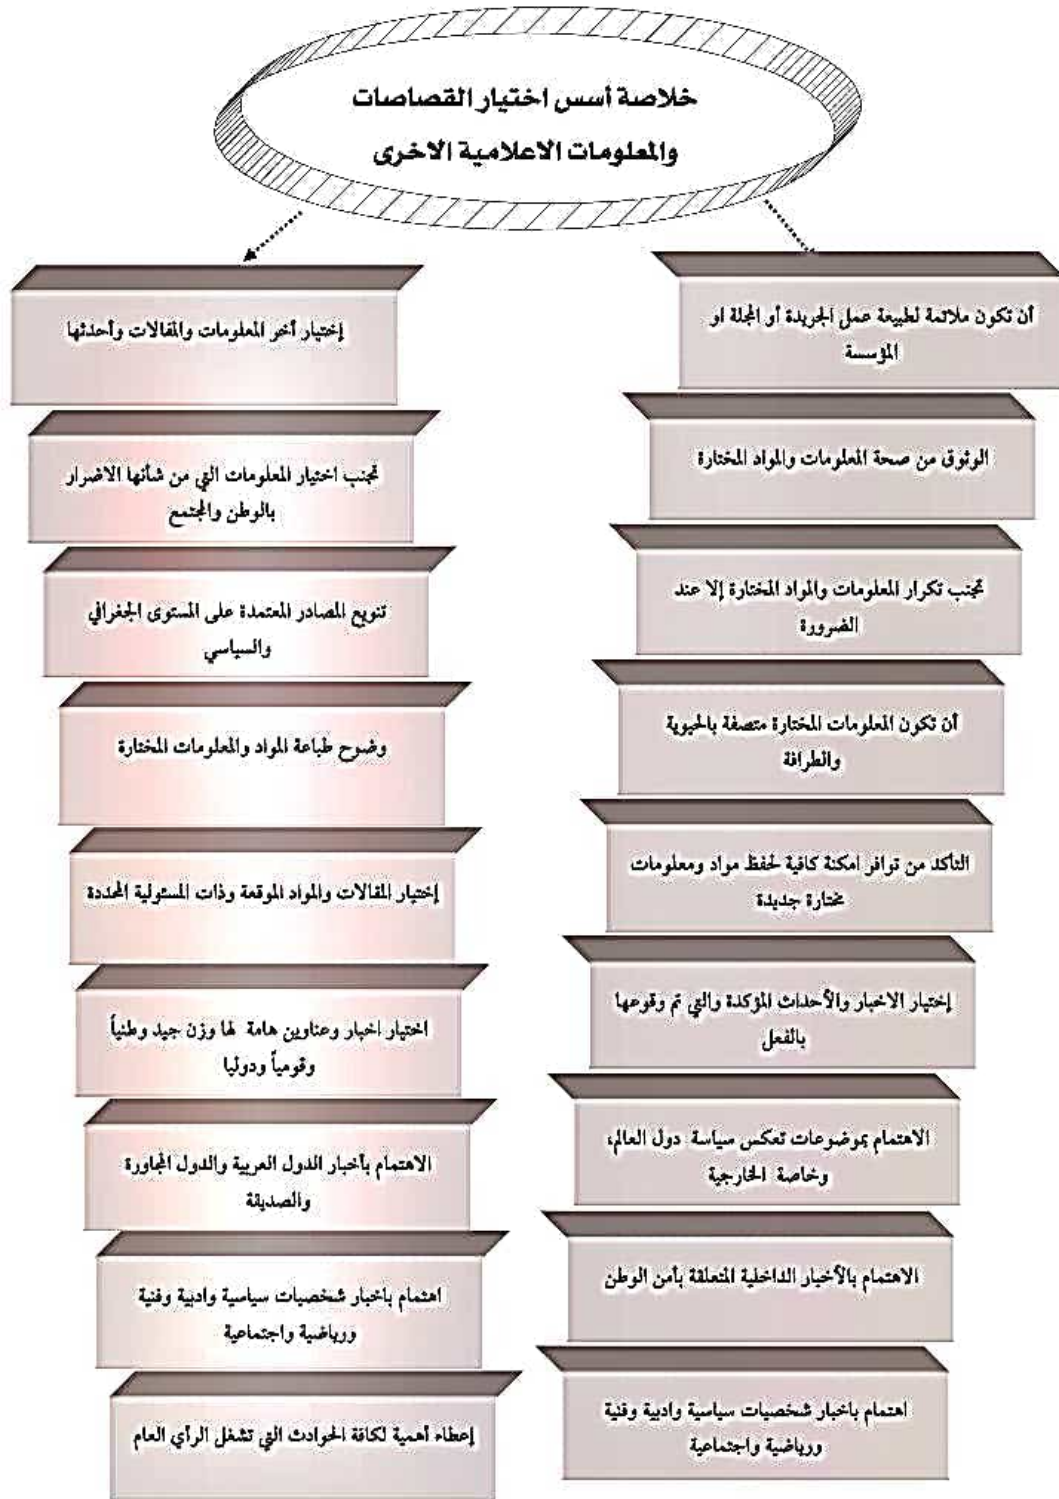 خلاصة أسس اختيار القصاصات
والمعلومات الاعلامية الاخرى
أن تكون ملائمة لطبيعة عمل الجريدة أو المجلة او
المؤسسة
الوثوق من صحة المعلومات والمواد المختارة
تجنب تكرار المعلومات والمواد المختارة إلا عند
الضرورة
أن تكون المعلومات المختارة متصفة بالحيوية
والطرافة
التأكد من توافر امكنة كافية لحفظ مواد ومعلومات
مختارة جديدة
إختيار الاخبار والأحداث المؤكدة والتي تم وقوعها
بالفعل
الاهتمام بموضوعات تعكس سياسة دول العالم،
وخاصة الخارجية
الاهتمام بالأخبار الداخلية المتعلقة بأمن الوطن
اهتمام باخبار شخصيات سياسية وادبية وفنية
ورياضية واجتماعية
إختيار أخر المعلومات والمقالات وأحدثها
تجنب اختيار المعلومات التي من شأنها الاضرار
بالوطن والمجتمع
تنويع المصادر المعتمدة على المستوى الجغرافي
والسياسي
وضوح طباعة المواد والمعلومات المختارة
إختيار المقالات والمواد الموقعة وذات المسئولية المحددة
اختيار اخبار وعناوين هامة لها وزن جيد وطنياً
وقومياً ودوليا
الاهتمام بأخبار الدول العربية والدول المجاورة
والصديقة
اهتمام باخبار شخصيات سياسية وادبية وفنية
ورياضية واجتماعية
إعطاء أهمية لكافة الحوادث التي تشغل الرأي العام